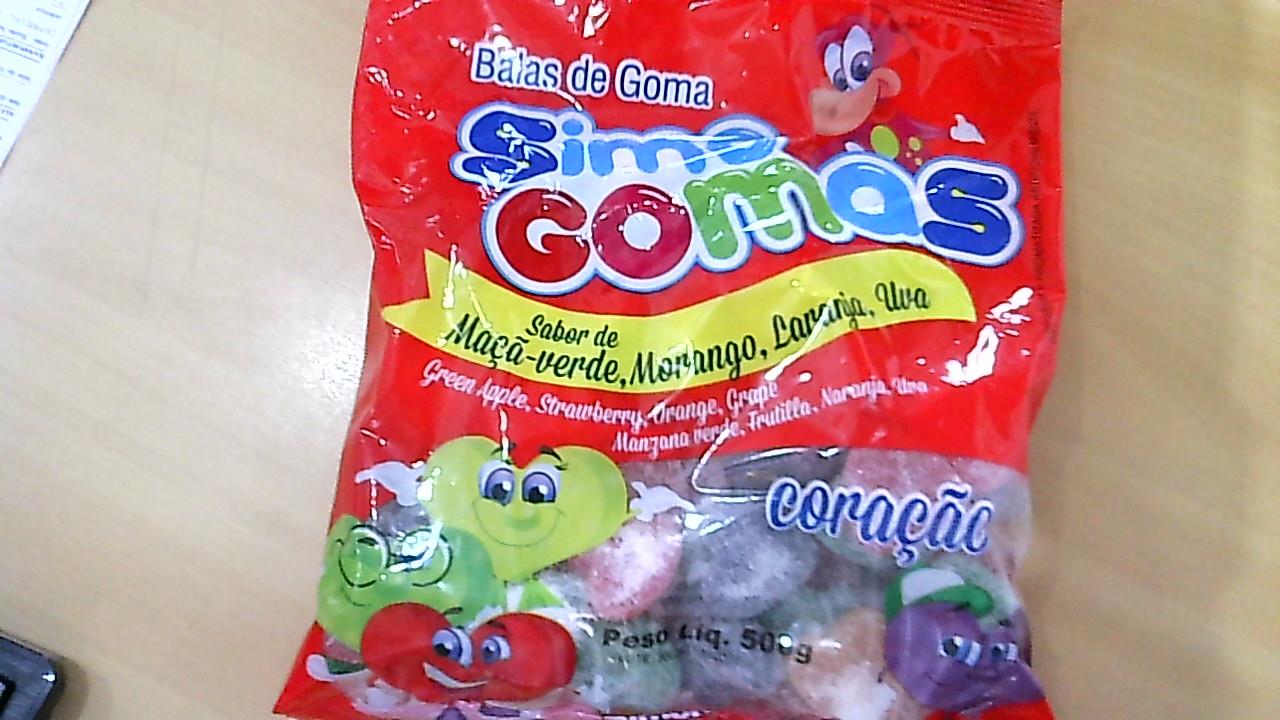 Balas de Goma
Simo
GOMAS
Sabor de
Maçã-verde, Morango, Laranja, Uva
Green Apple, Strawberry, Orange, Grape
Manzana verde, Frutilla, Naranja, Uva
coração
Peso Líq. 500g